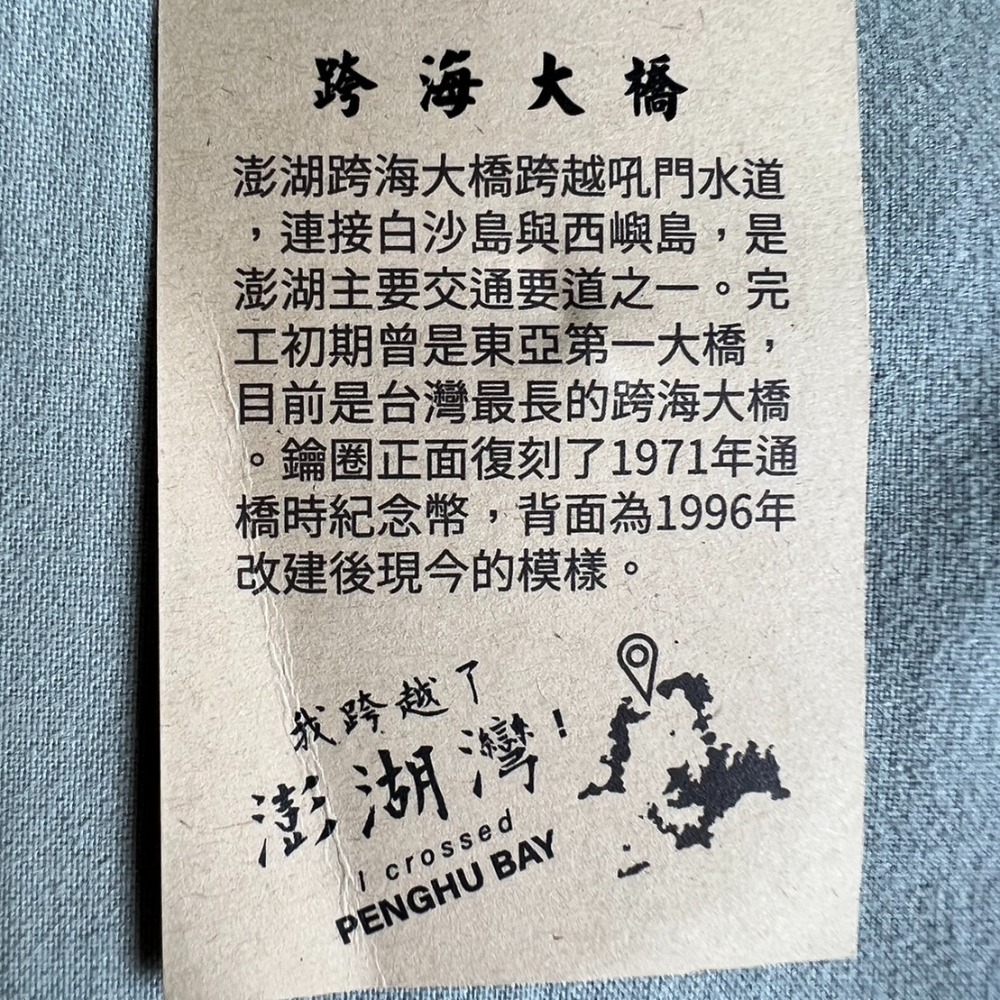 跨海大橋
澎湖跨海大橋跨越吼門水道
，連接白沙島與西嶼島，是
澎湖主要交通要道之一。完
工初期曾是東亞第一大橋，
目前是台灣最長的跨海大橋
。鑰圈正面復刻了1971年通
橋時紀念幣，背面為1996年
改建後現今的模樣。
我跨越了
澎湖灣！
I crossed
PENGHU BAY